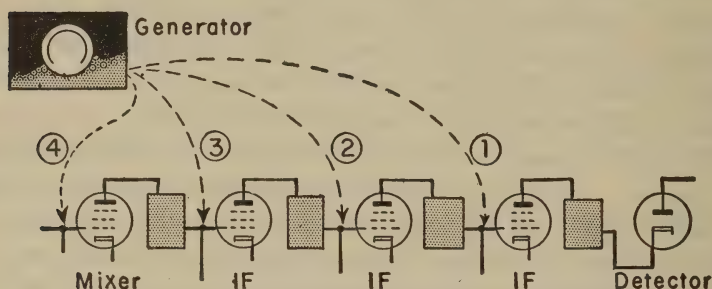 Generator
④ ③ ② ①
Mixer IF IF IF Detector